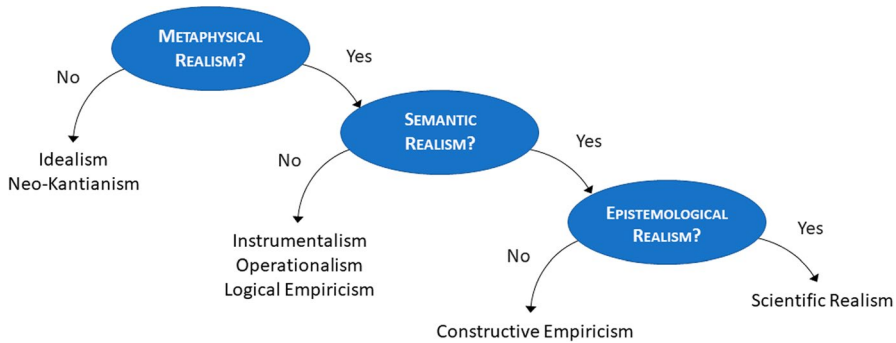 METAPHYSICAL
REALISM?
No
Yes
Idealism
Neo-Kantianism
SEMANTIC
REALISM?
No
Yes
Instrumentalism
Operationalism
Logical Empiricism
EPISTEMOLOGICAL
REALISM?
No
Yes
Constructive Empiricism
Scientific Realism